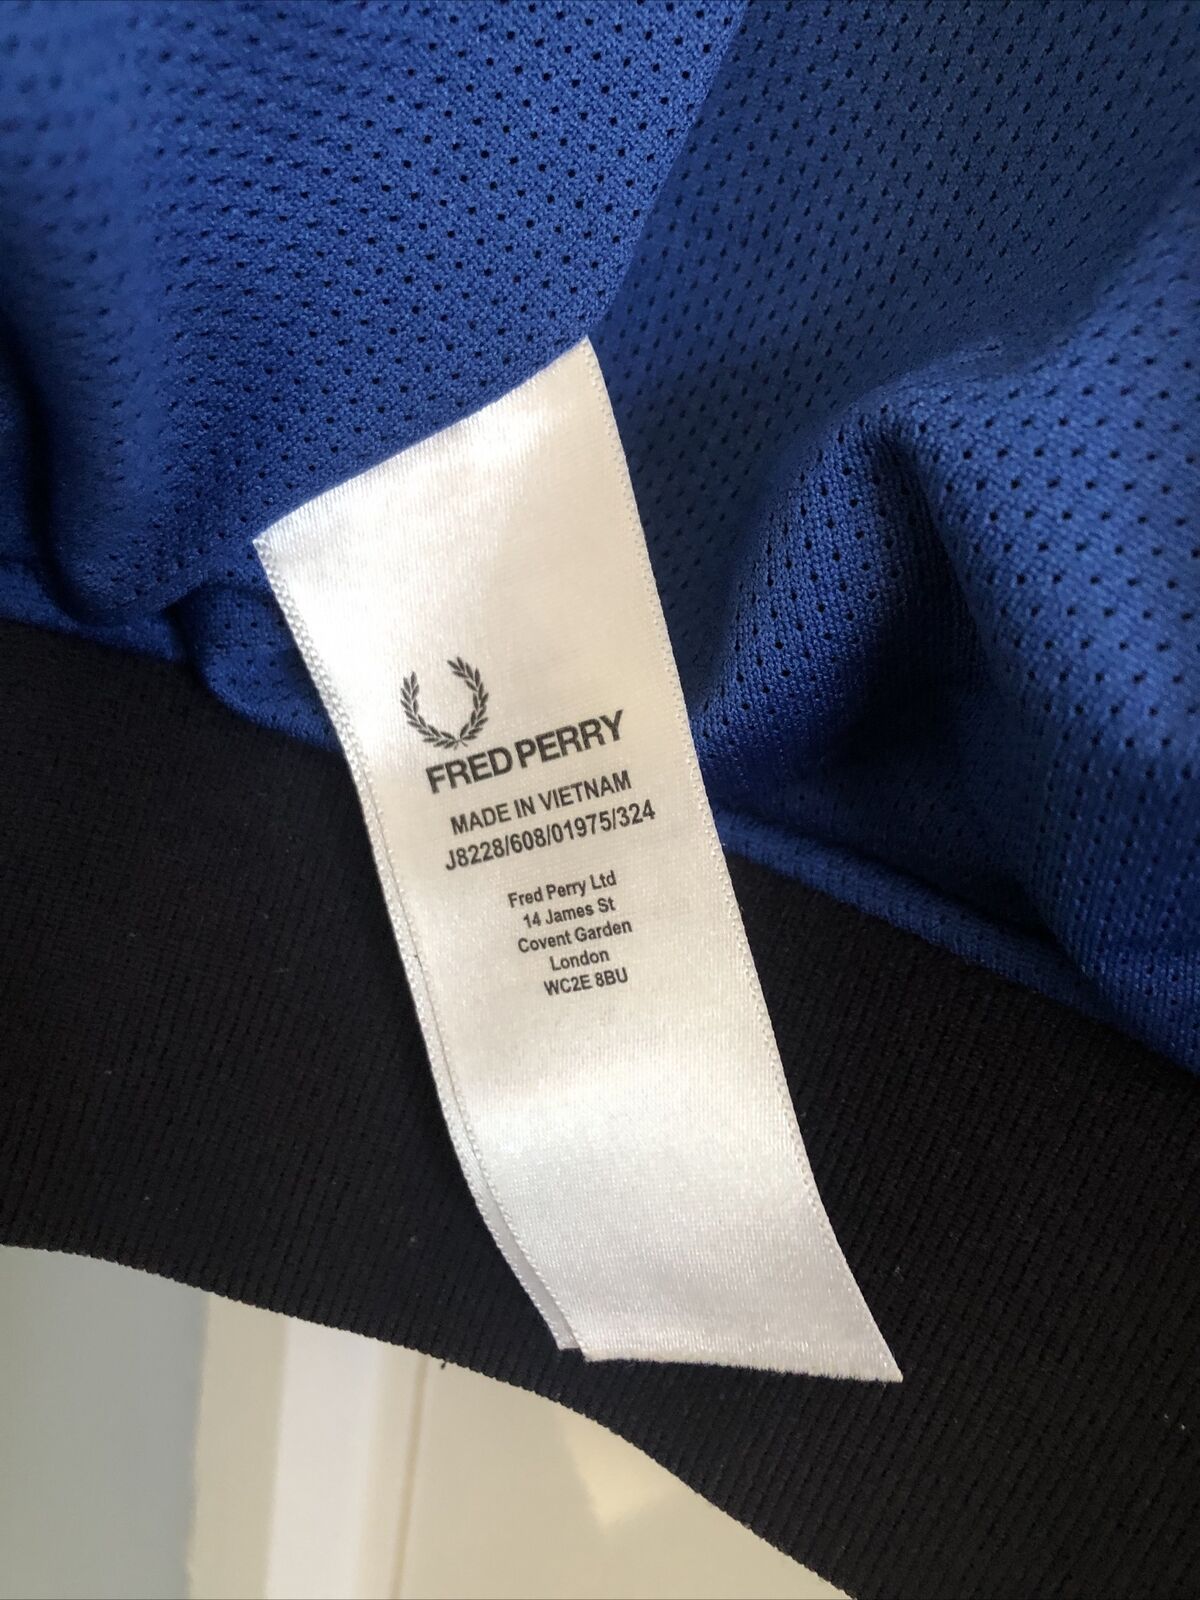 FRED PERRY
MADE IN VIETNAM
J8228/608/01975/324
Fred Perry Ltd
14 James St
Covent Garden
London
WC2E 8BU